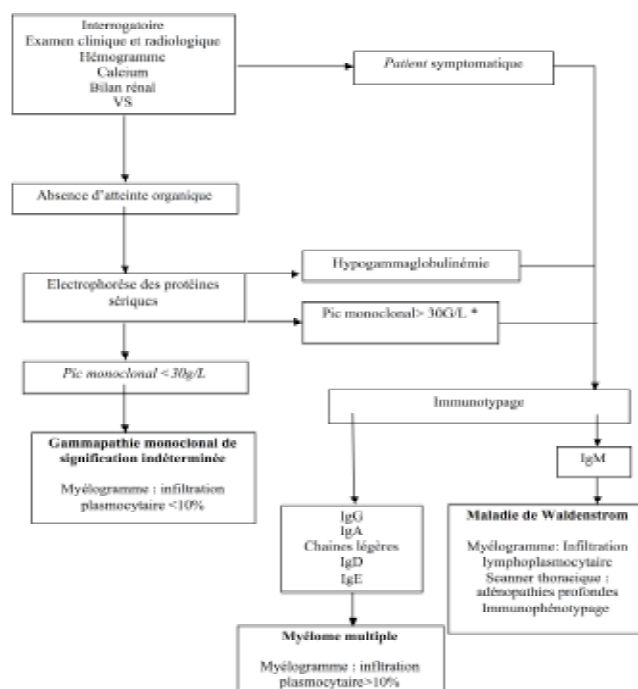 Interrogatoire
Examen clinique et radiologique
Hémogramme
Calcium
Bilan rénal
VS
Patient symptomatique
Absence d'atteinte organique
Electrophorèse des protéines
sériques
Hypogammaglobulinémie
Pic monoclonal> 30G/L *
Pic monoclonal <30g/L
Immunotypage
Gammapathie monoclonal de
signification indéterminée
Myélogramme : infiltration
plasmocytaire <10%
IgM
IgG
IgA
Chaines légères
IgD
IgE
Maladie de Waldenstrom
Myélogramme: Infiltration
lymphoplasmocytaire
Scanner thoracique :
adénopathies profondes
Immunophénotypage
Myélome multiple
Myélogramme : infiltration
plasmocytaire>10%